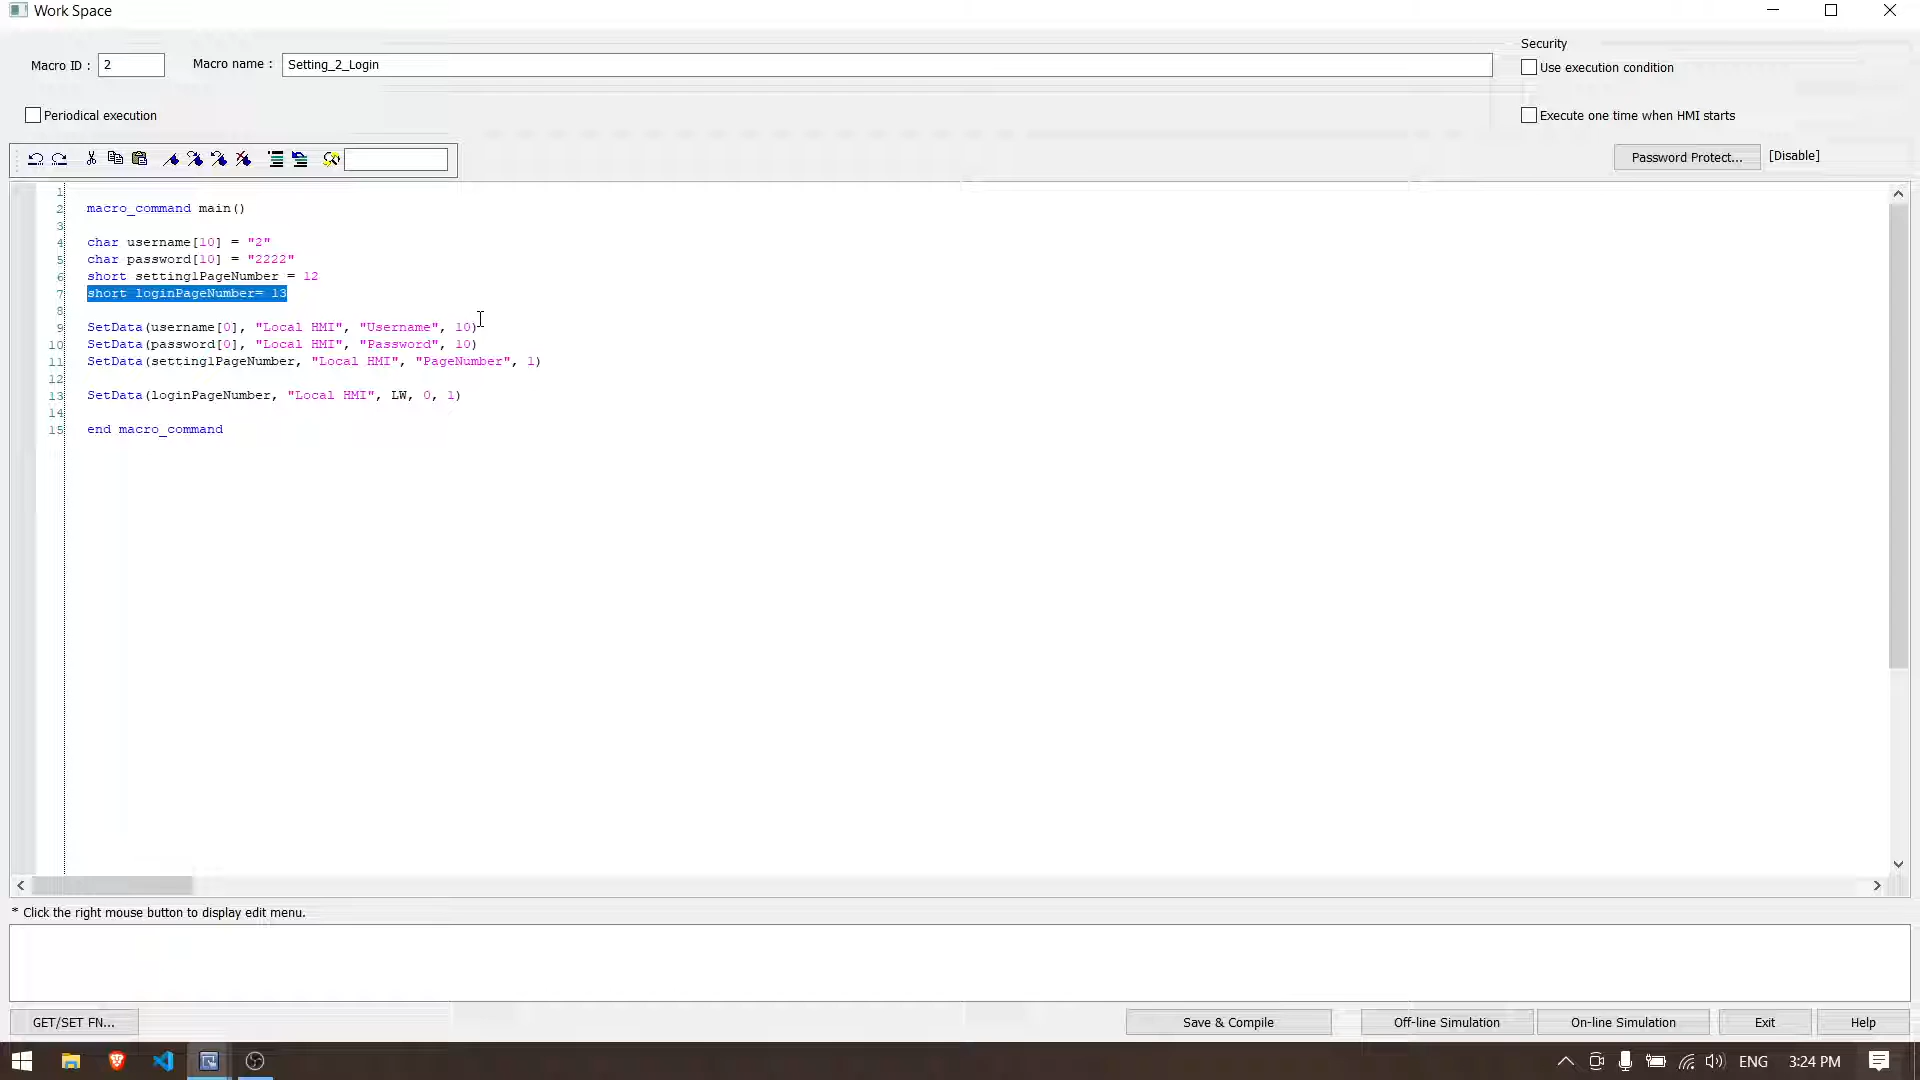 Work Space
Macro ID : 2 Macro name : Setting_2_Login
Security
Use execution condition
Periodical execution
Execute one time when HMI starts
Password Protect... [Disable]
1
2 macro_command main()
3
4 char username[10] = "2"
5 char password[10] = "2222"
6 short setting1PageNumber = 12
7 short loginPageNumber= 13
8
9 SetData(username[0], "Local HMI", "Username", 10)
10 SetData(password[0], "Local HMI", "Password", 10)
11 SetData(setting1PageNumber, "Local HMI", "PageNumber", 1)
12
13 SetData(loginPageNumber, "Local HMI", LW, 0, 1)
14
15 end macro_command
* Click the right mouse button to display edit menu.
GET/SET FN... Save & Compile Off-line Simulation On-line Simulation Exit Help
ENG 3:24 PM